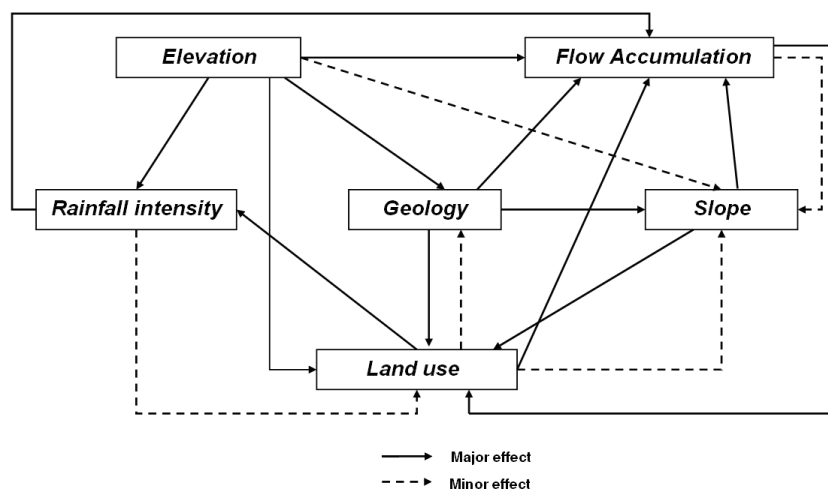 Elevation
Flow Accumulation
Rainfall intensity
Geology
Slope
Land use
Major effect
Minor effect